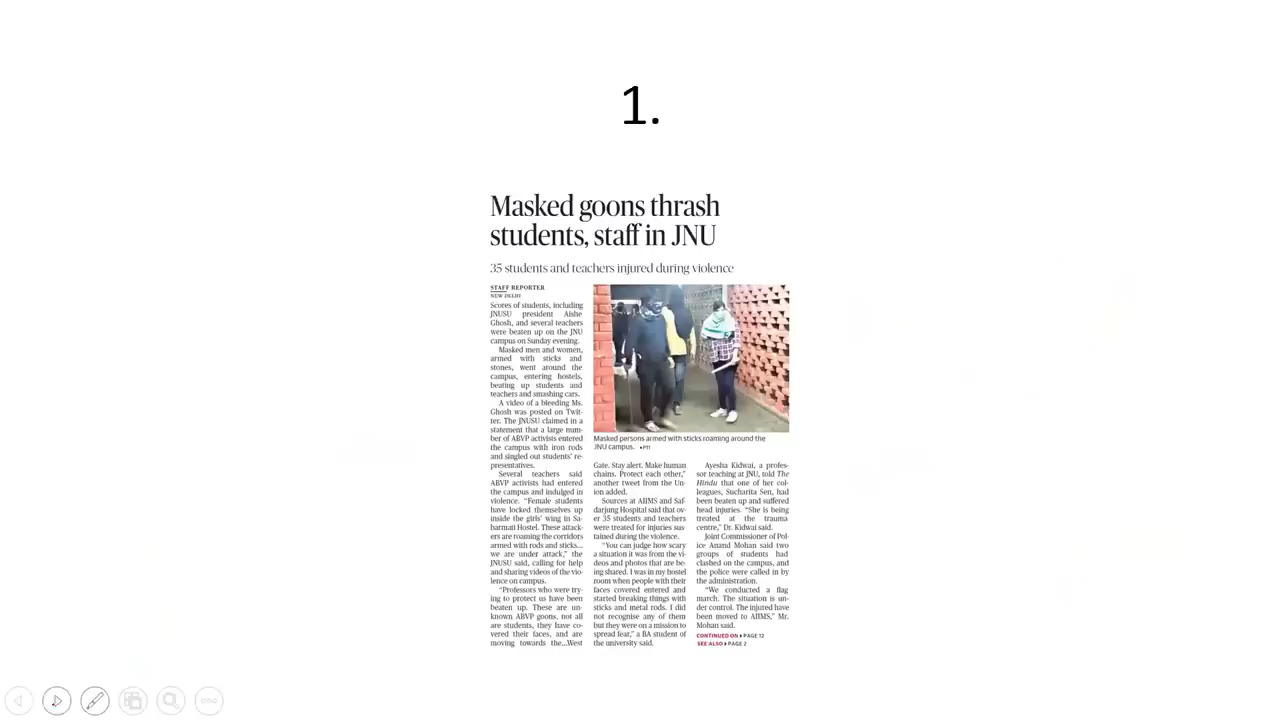 1.
Masked goons thrash
students, staff in JNU
35 students and teachers injured during violence
STAFF REPORTER
NEW DELHI
Scores of students, including
JNUSU president Aishe
Ghosh, and several teachers
were beaten up on the JNU
campus on Sunday evening.
Masked men and women,
armed with sticks and
stones, went around the
campus, entering hostels,
beating up students and
teachers and smashing cars.
A video of a bleeding Ms.
Ghosh was posted on Twit-
ter. The JNUSU claimed in a
statement that a large num-
ber of ABVP activists entered
the campus with iron rods
and singled out students' re-
presentatives.
Several teachers said
ABVP activists had entered
the campus and indulged in
violence. “Female students
have locked themselves up
inside the girls' wing in Sa-
barmati Hostel. These attack-
ers are roaming the corridors
armed with rods and sticks...
we are under attack,” the
JNUSU said, calling for help
and sharing videos of the vio-
lence on campus.
“Professors who were try-
ing to protect us have been
beaten up. These are un-
known ABVP goons, not all
are students, they have co-
vered their faces, and are
moving towards the...West
Masked persons armed with sticks roaming around the
JNU campus. •PTI
Gate. Stay alert. Make human
chains. Protect each other,”
another tweet from the Un-
ion added.
Sources at AIIMS and Saf-
darjung Hospital said that ov-
er 35 students and teachers
were treated for injuries sus-
tained during the violence.
“You can judge how scary
a situation it was from the vi-
deos and photos that are be-
ing shared. I was in my hostel
room when people with their
faces covered entered and
started breaking things with
sticks and metal rods. I did
not recognise any of them
but they were on a mission to
spread fear,” a BA student of
the university said.
Ayesha Kidwai, a profes-
sor teaching at JNU, told The
Hindu that one of her col-
leagues, Sucharita Sen, had
been beaten up and suffered
head injuries. “She is being
treated at the trauma
centre,” Dr. Kidwai said.
Joint Commissioner of Pol-
ice Anand Mohan said two
groups of students had
clashed on the campus, and
the police were called in by
the administration.
“We conducted a flag
march. The situation is un-
der control. The injured have
been moved to AIIMS,” Mr.
Mohan said.
CONTINUED ON ▸ PAGE 12
SEE ALSO ▸ PAGE 2